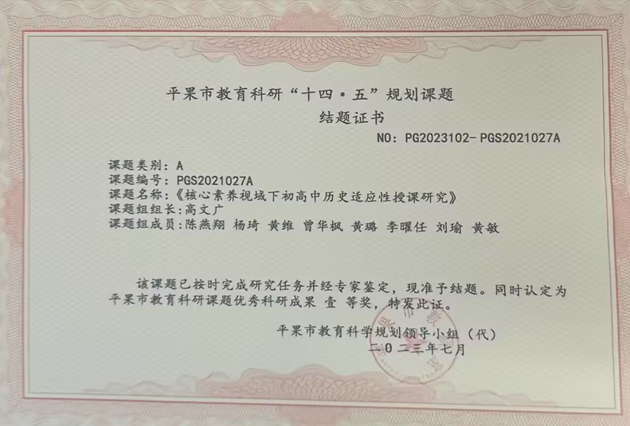 平果市教育科研“十四·五”规划课题
结题证书
NO: PG2023102-PGS2021027A
课题类别: A
课题编号: PGS2021027A
课题名称:《核心素养视域下初高中历史适应性授课研究》
课题组组长:高文广
课题组成员:陈燕翔 杨琦 黄维 曾华枫 黄璐 李曜任 刘瑜 黄敏
该课题已按时完成研究任务并经专家鉴定，现准予结题。同时认定为
平果市教育科研课题优秀科研成果 壹 等奖，特发此证。
平果市教育科学规划领导小组（代）
二〇二三年七月